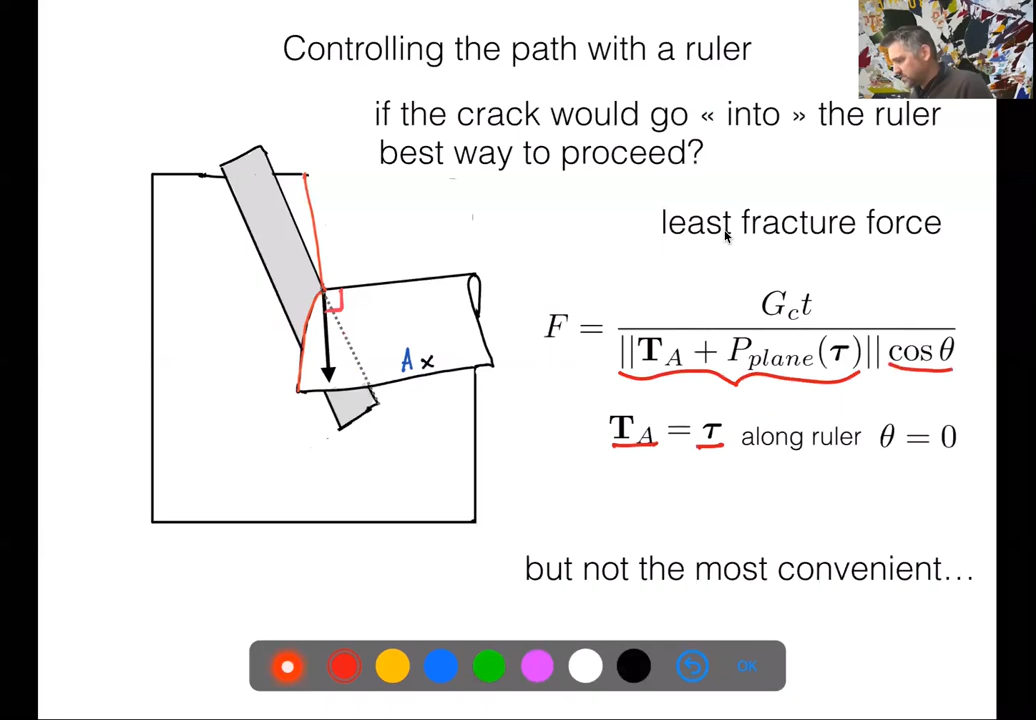 Controlling the path with a ruler
if the crack would go « into » the ruler
best way to proceed?
least fracture force
F = G_c t / ||T_A + P_plane(τ)|| cos θ
A x
T_A = τ along ruler θ = 0
but not the most convenient...
OK